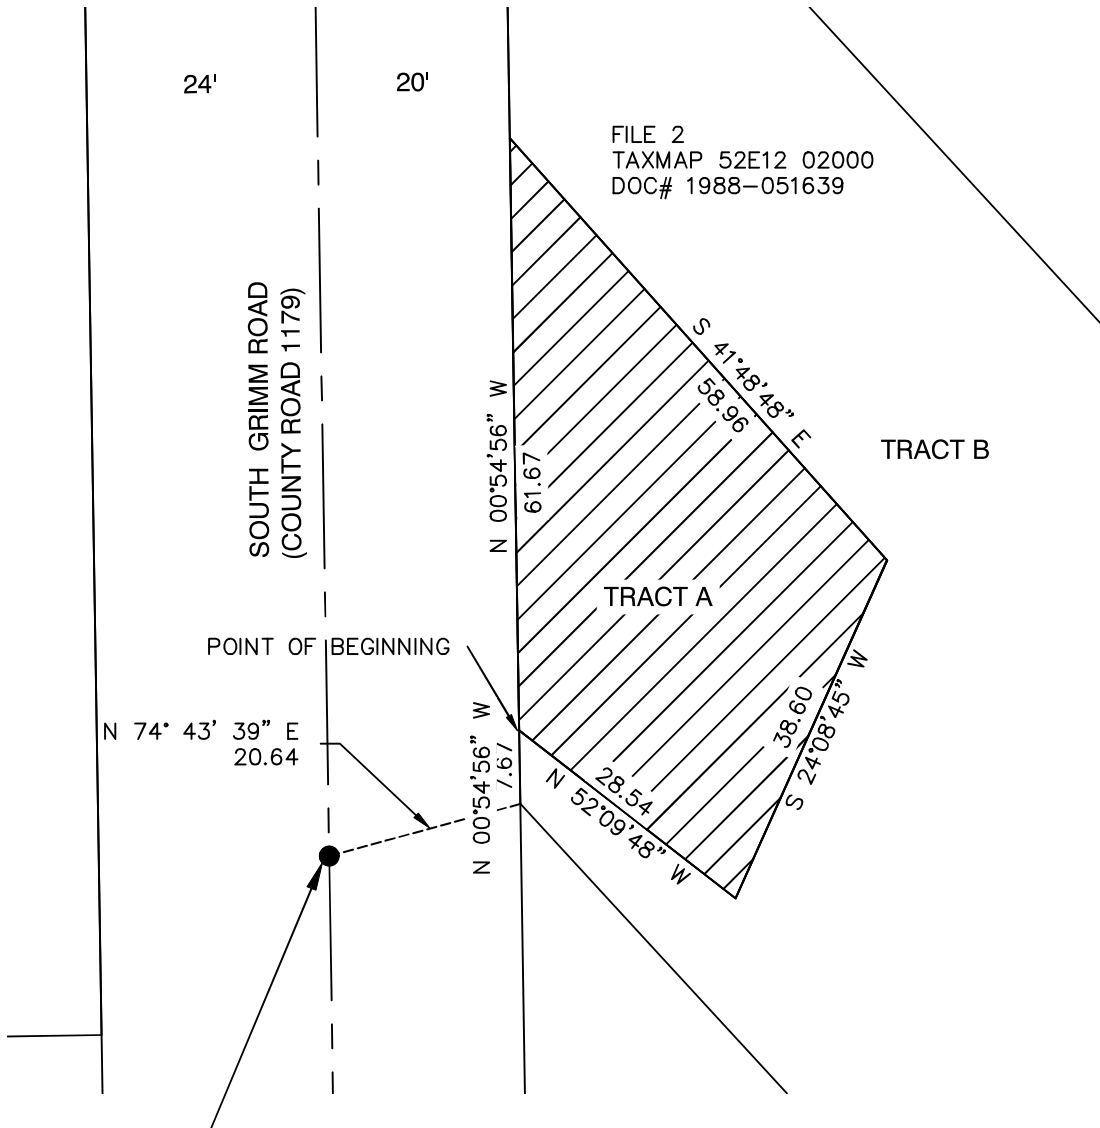 24'
20'
FILE 2
TAXMAP 52E12 02000
DOC# 1988-051639
SOUTH GRIMM ROAD
(COUNTY ROAD 1179)
S 41°48'48" E
58.96
N 00°54'56" W
61.67
TRACT B
TRACT A
POINT OF BEGINNING
N 74° 43' 39" E
20.64
N 00°54'56" W
7.67
38.60
S 24°08'45" W
28.54
N 52°09'48" W